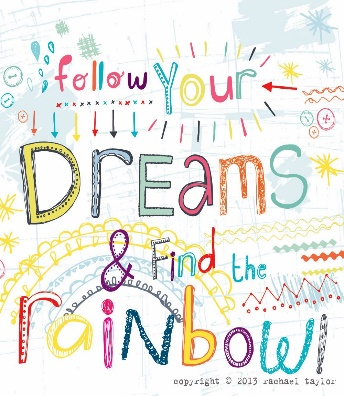 follow Your
DREAMS
& Find the
rainbow!
copyright © 2013 rachael taylor